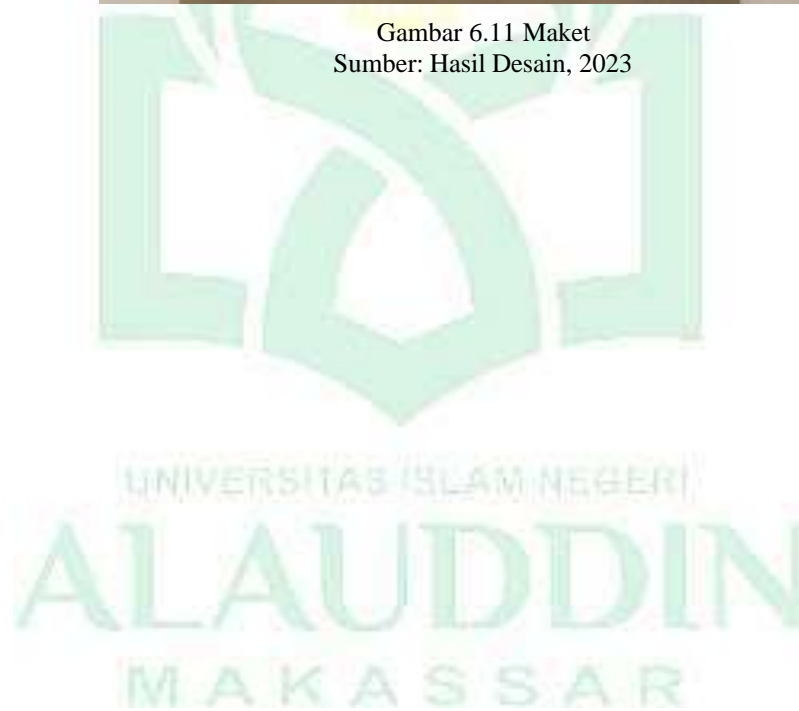 Gambar 6.11 Maket
Sumber: Hasil Desain, 2023
UNIVERSITAS ISLAM NEGERI
ALAUDDIN
MAKASSAR